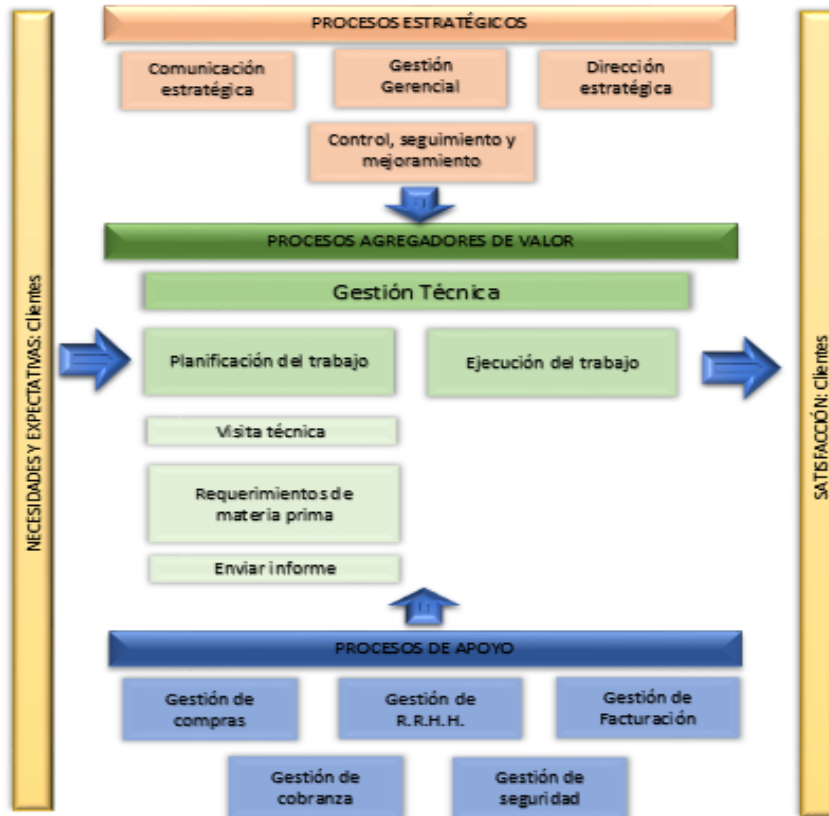 PROCESOS ESTRATÉGICOS
Comunicación
estratégica
Gestión
Gerencial
Dirección
estratégica
Control, seguimiento y
mejoramiento
PROCESOS AGREGADORES DE VALOR
Gestión Técnica
NECESIDADES Y EXPECTATIVAS: Clientes
Planificación del trabajo
Ejecución del trabajo
SATISFACCIÓN: Clientes
Visita técnica
Requerimientos de
materia prima
Enviar informe
PROCESOS DE APOYO
Gestión de
compras
Gestión de
R.R.H.H.
Gestión de
Facturación
Gestión de
cobranza
Gestión de
seguridad